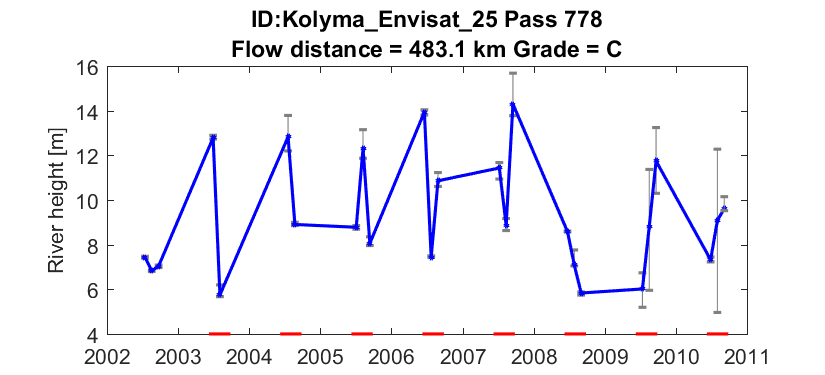 ID:Kolyma_Envisat_25 Pass 778
Flow distance = 483.1 km Grade = C
River height [m]
16
14
12
10
8
6
4
2002 2003 2004 2005 2006 2007 2008 2009 2010 2011